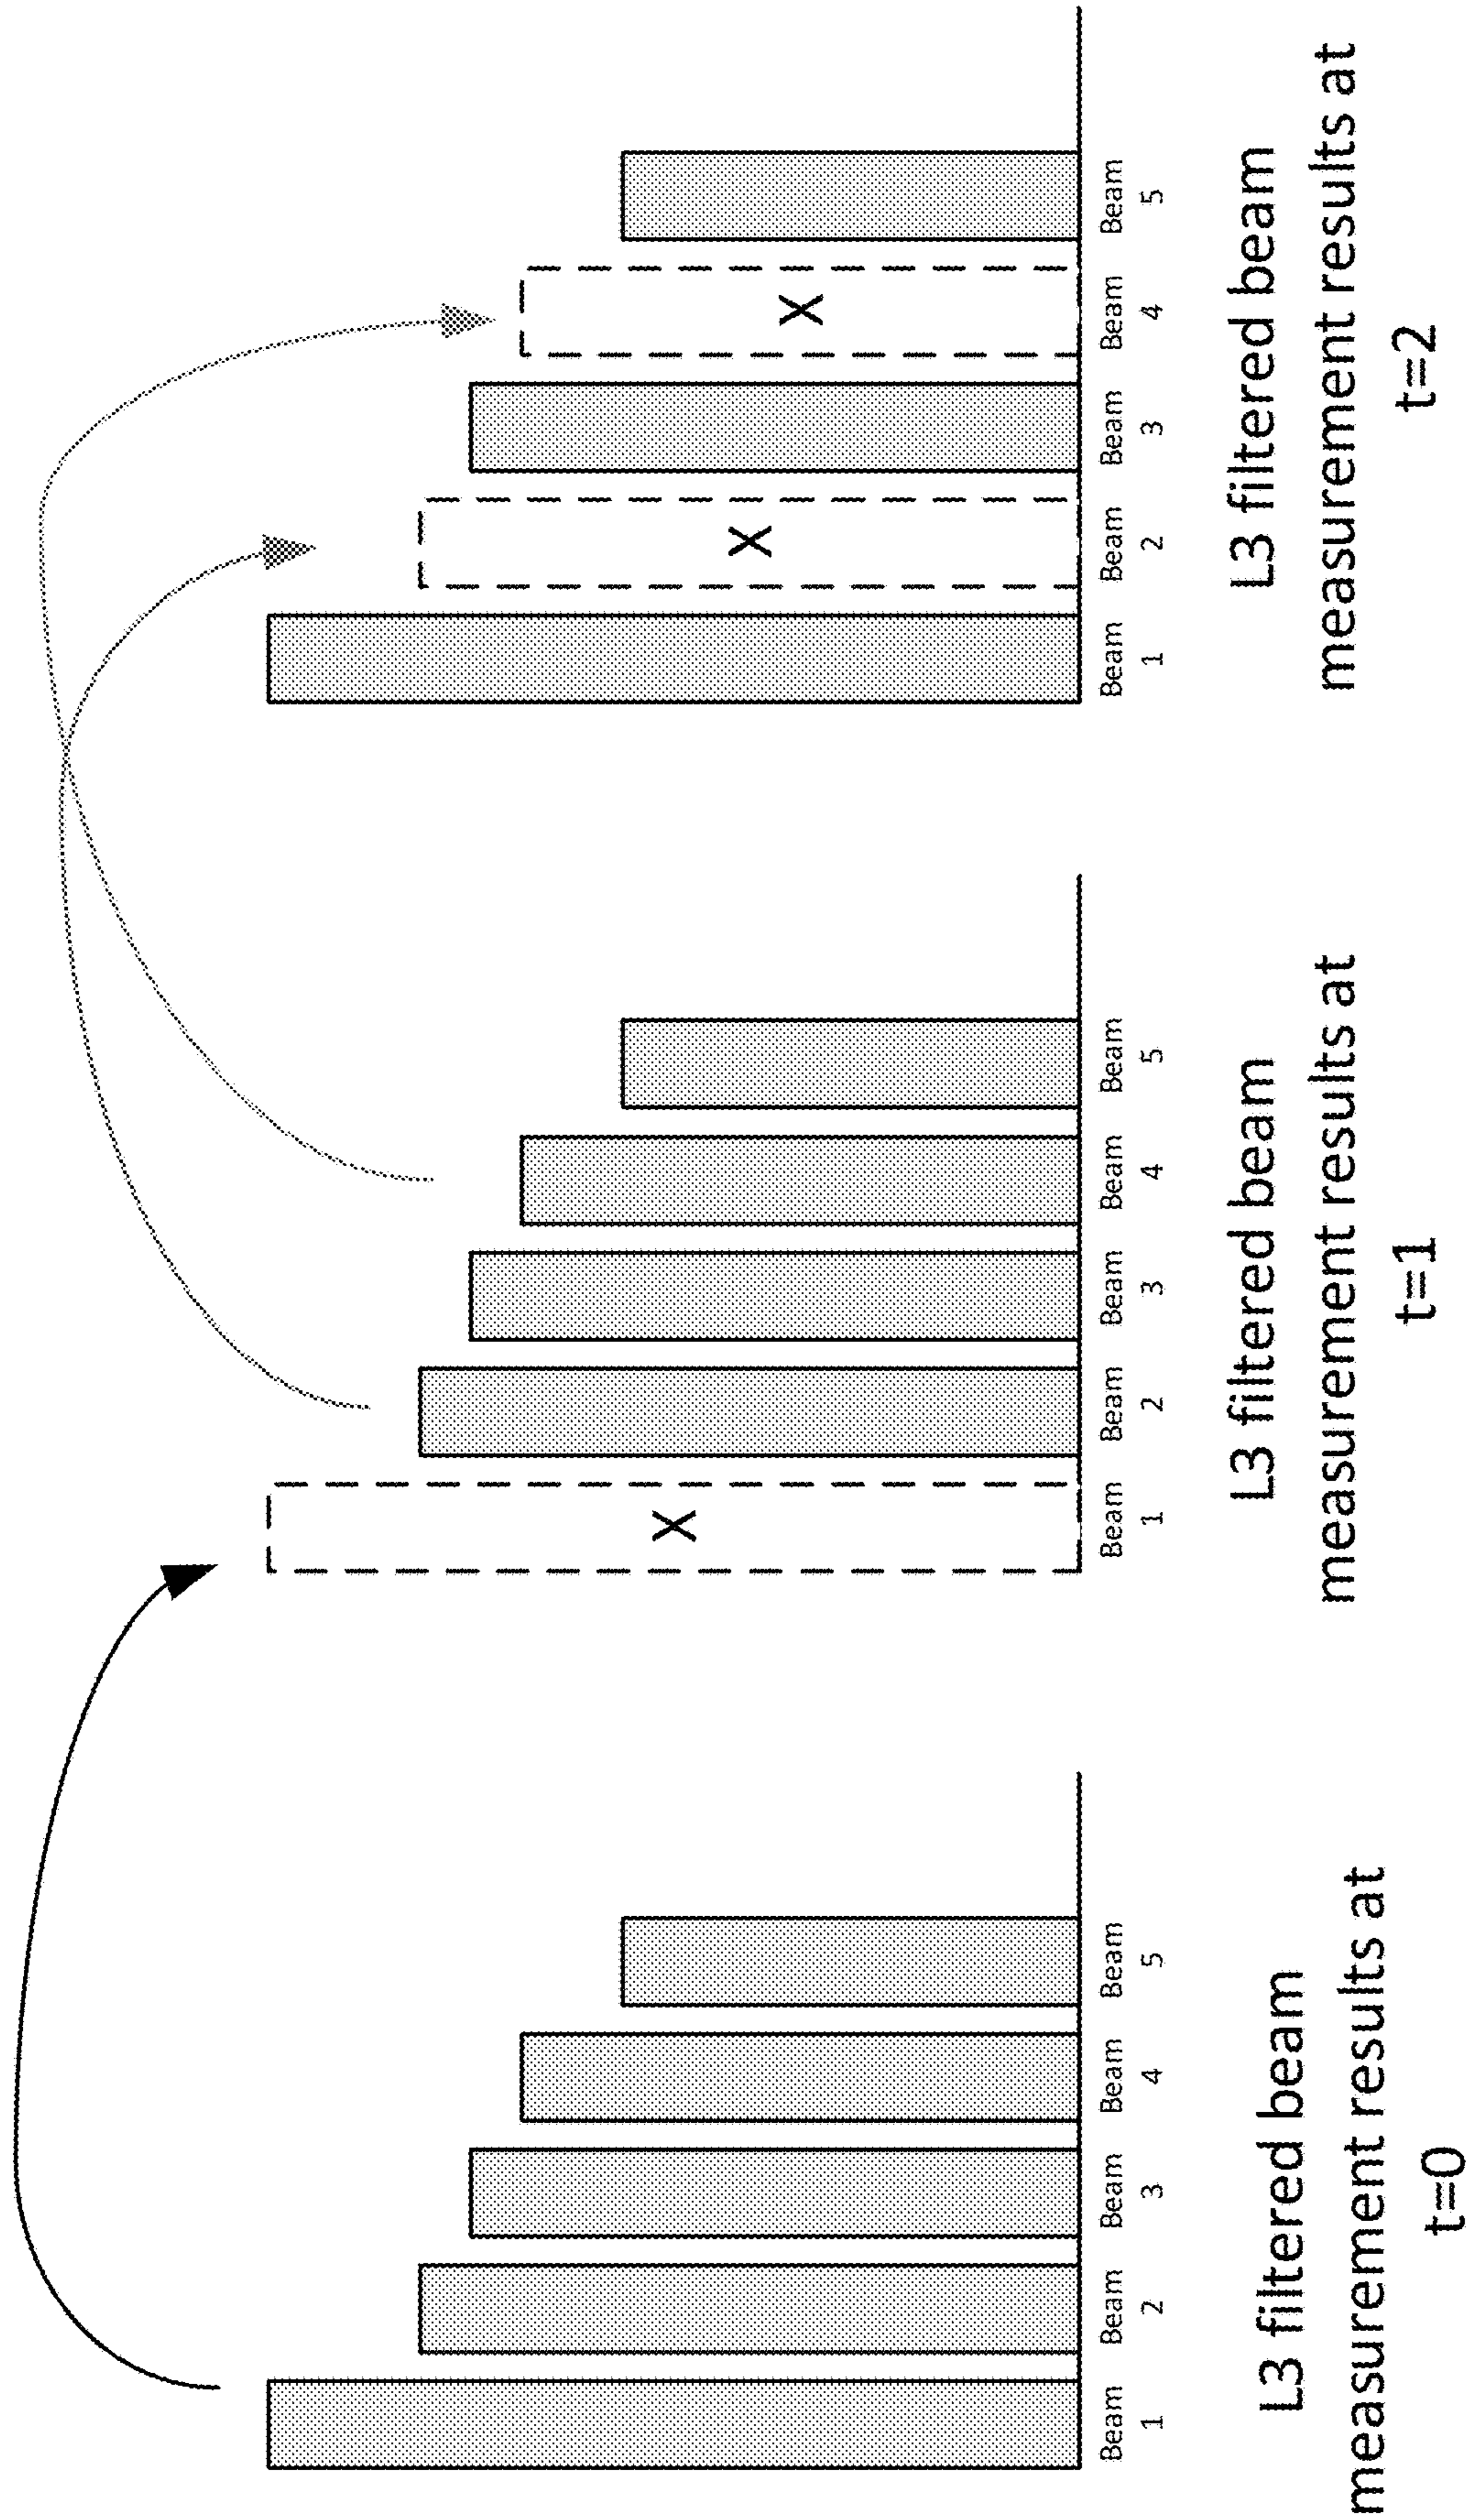 Beam Beam Beam Beam Beam
1 2 3 4 5
L3 filtered beam
measurement results at
t=0
X
Beam Beam Beam Beam Beam
1 2 3 4 5
L3 filtered beam
measurement results at
t=1
X
X
Beam Beam Beam Beam Beam
1 2 3 4 5
L3 filtered beam
measurement results at
t=2